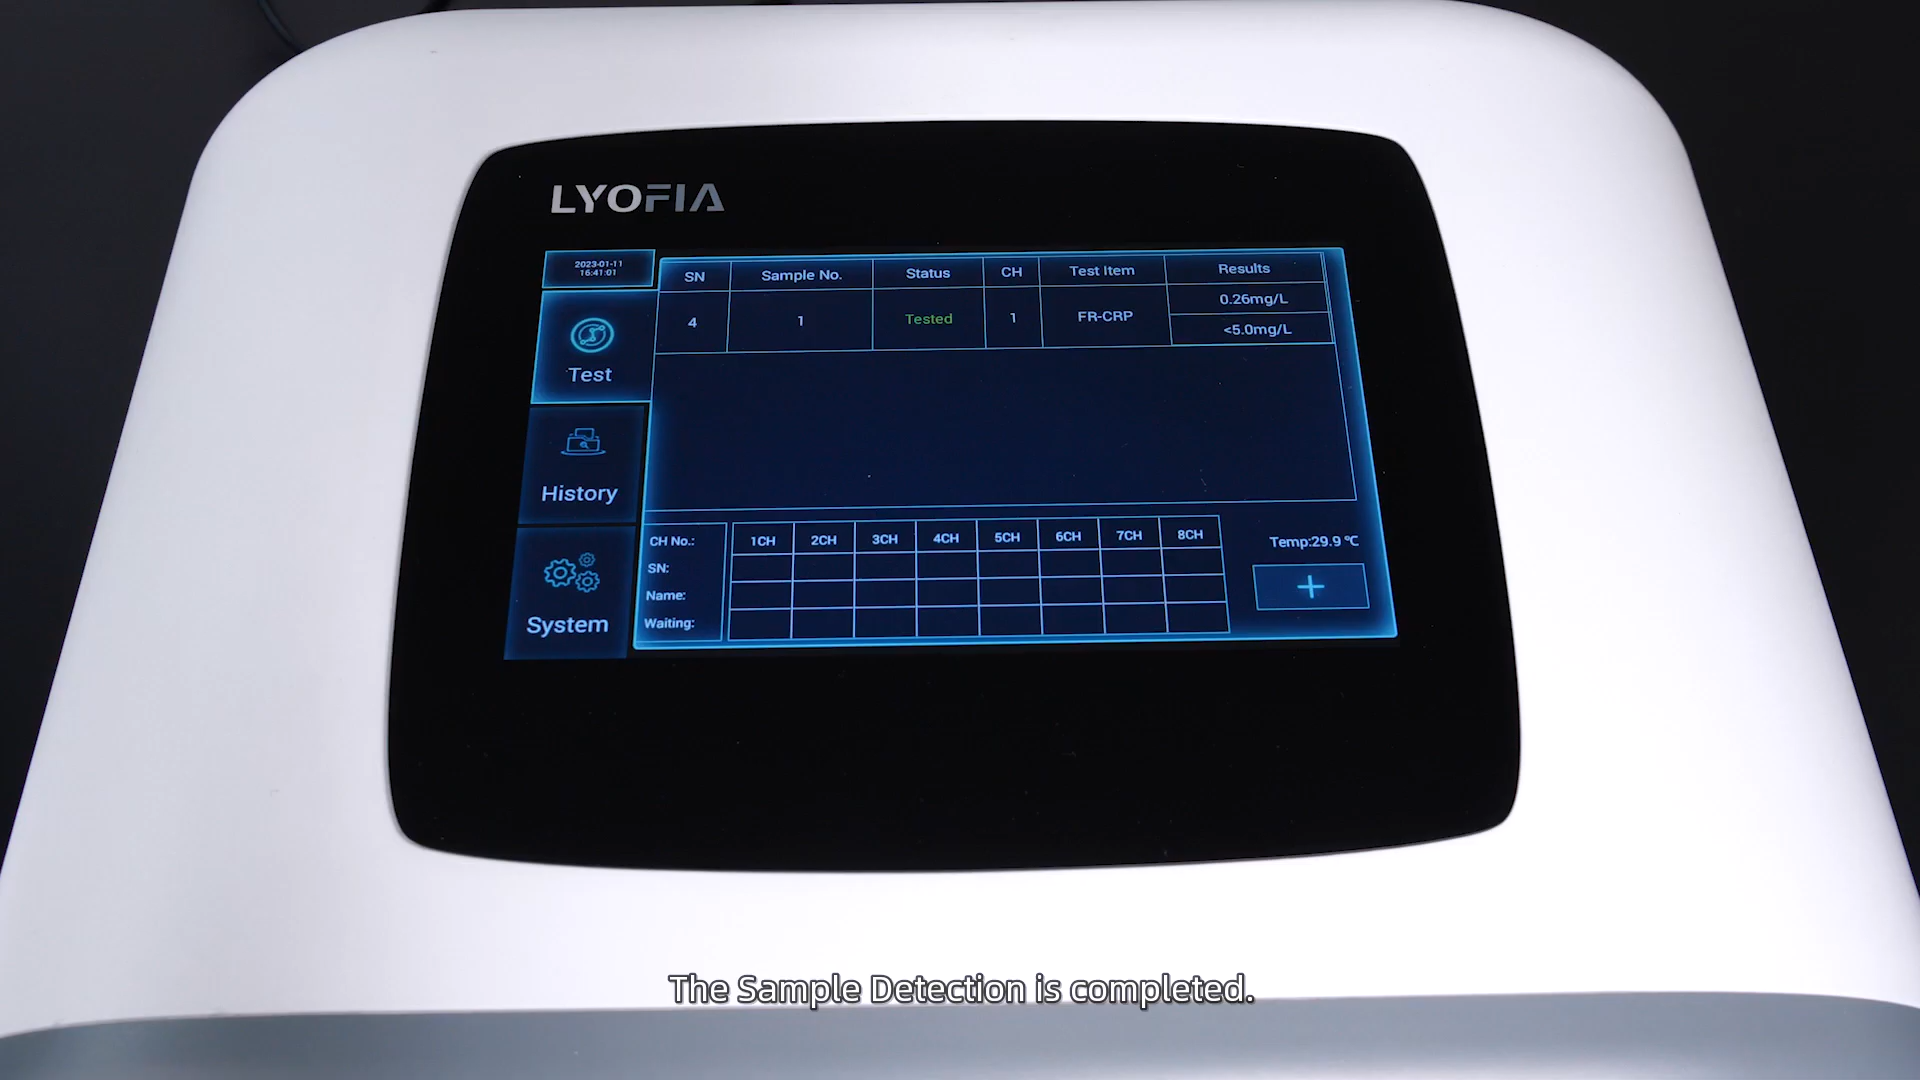 LYOFIA
2023-01-11
16:41:01
SN Sample No. Status CH Test Item Results
4 1 Tested 1 FR-CRP 0.26mg/L
<5.0mg/L
Test
History
System
CH No.: 1CH 2CH 3CH 4CH 5CH 6CH 7CH 8CH
SN:
Name:
Waiting:
Temp:29.9 ℃
+
The Sample Detection is completed.